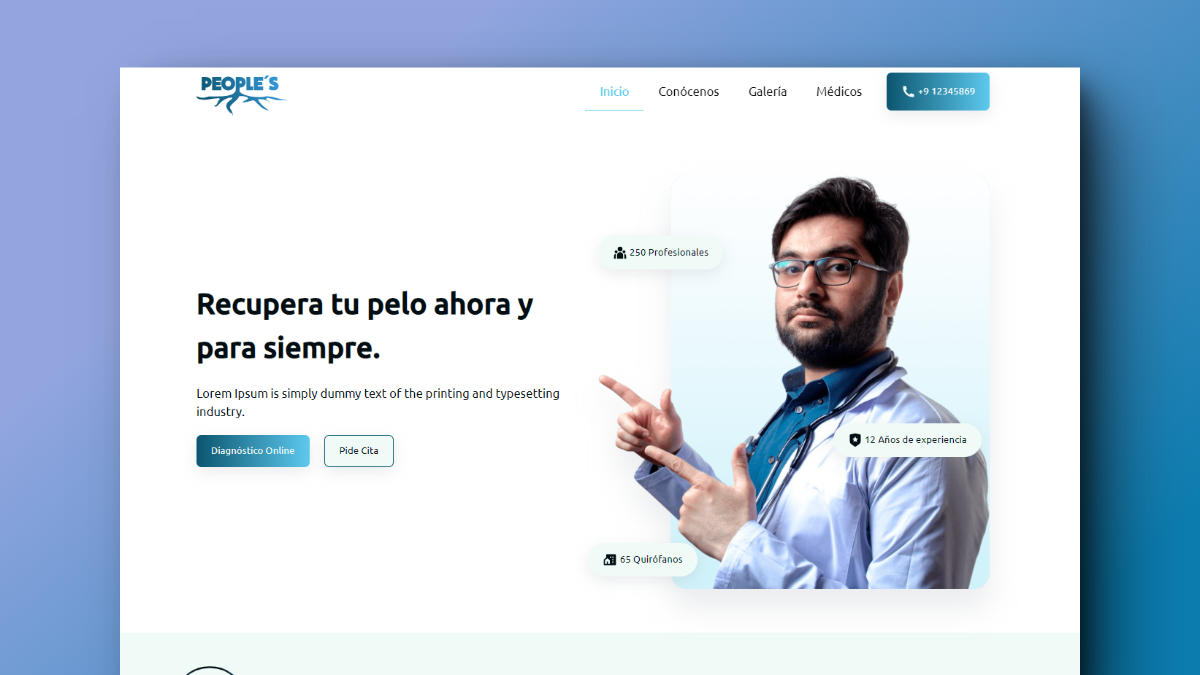 PEOPLE´S
Inicio
Conócenos
Galería
Médicos
+9 12345869
250 Profesionales
Recupera tu pelo ahora y
para siempre.
Lorem Ipsum is simply dummy text of the printing and typesetting
industry.
Diagnóstico Online
Pide Cita
12 Años de experiencia
65 Quirófanos